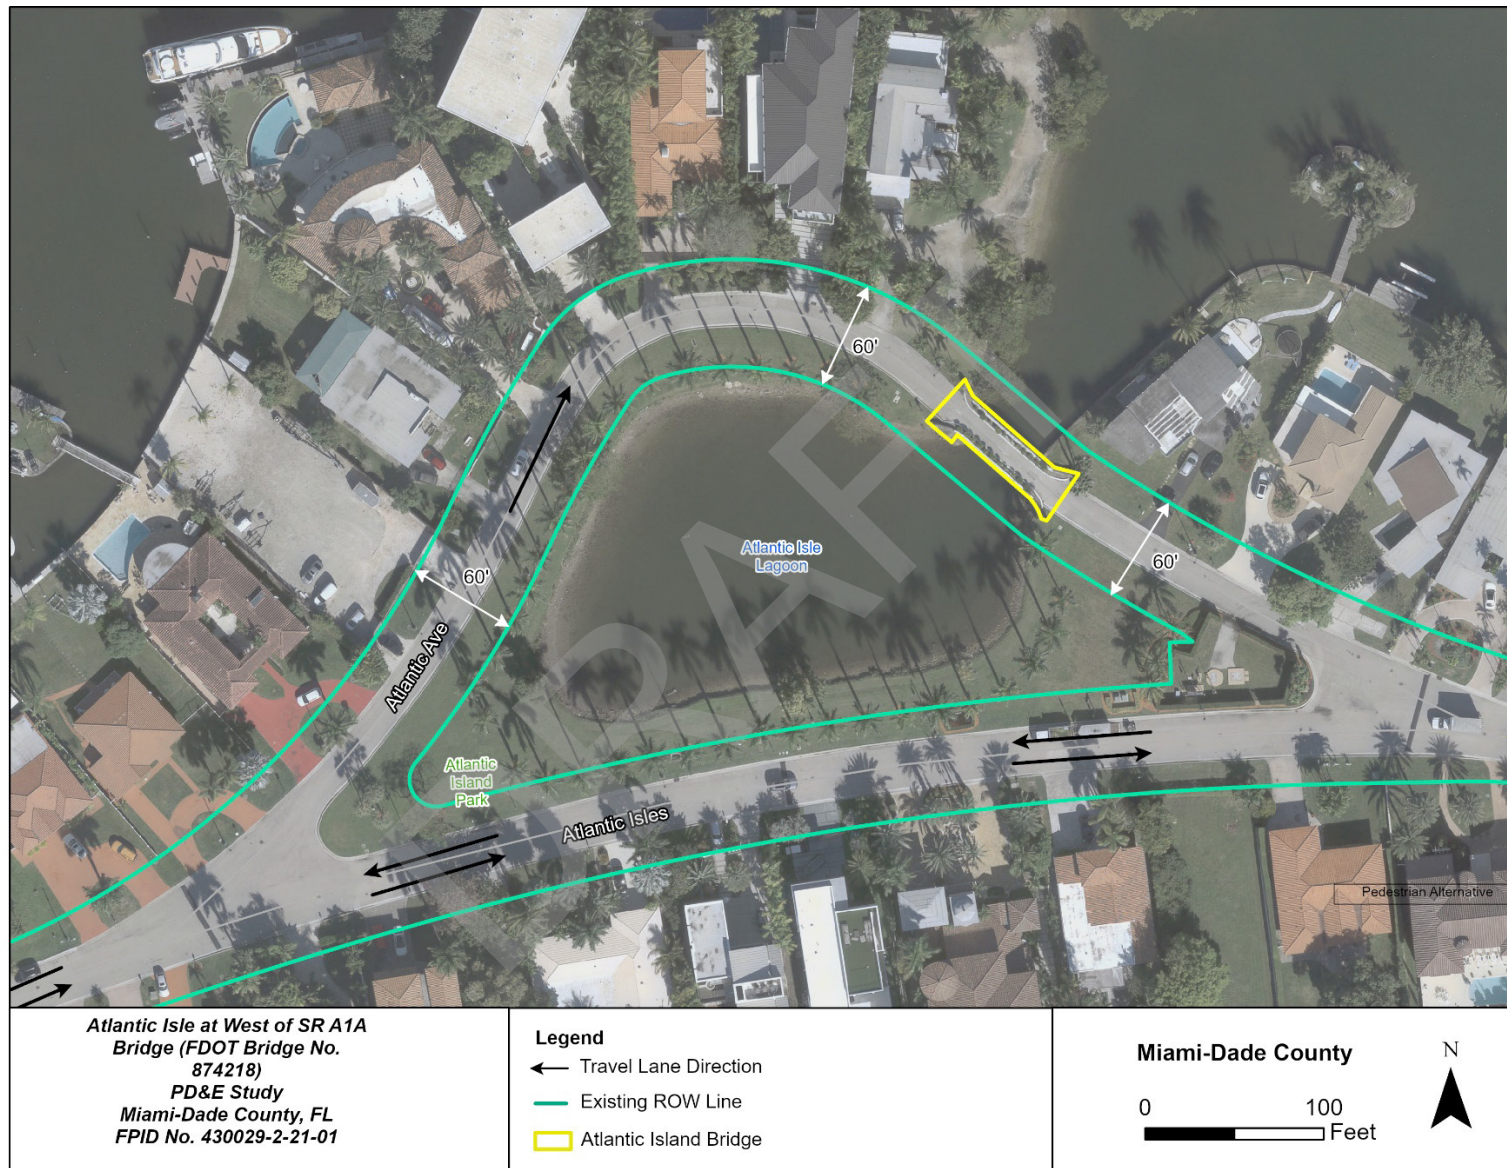 60'
60'
60'
Atlantic Isle
Lagoon
Atlantic Ave
Atlantic
Island
Park
Atlantic Isles
Pedestrian Alternative
DRAFT
Atlantic Isle at West of SR A1A
Bridge (FDOT Bridge No.
874218)
PD&E Study
Miami-Dade County, FL
FPID No. 430029-2-21-01
Legend
Travel Lane Direction
Existing ROW Line
Atlantic Island Bridge
Miami-Dade County
N
0 100
Feet